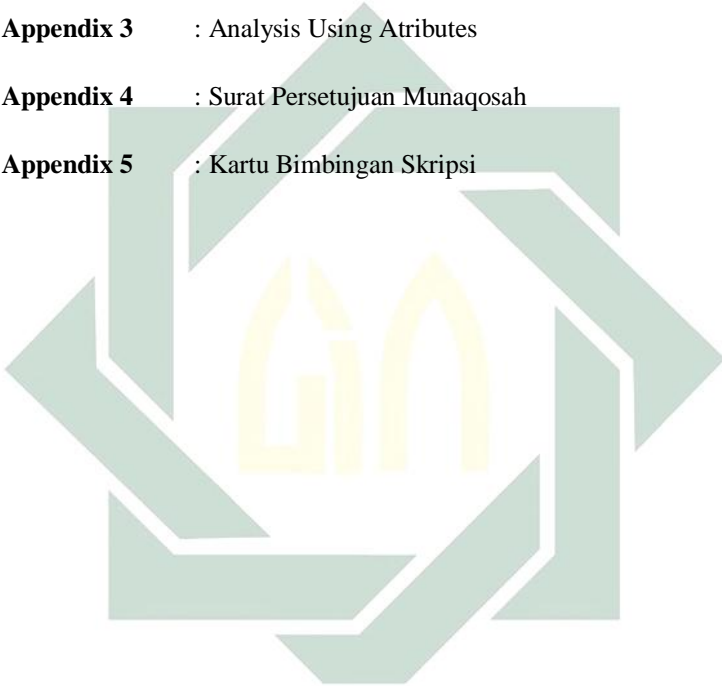 Appendix 3 : Analysis Using Atributes
Appendix 4 : Surat Persetujuan Munaqosah
Appendix 5 : Kartu Bimbingan Skripsi